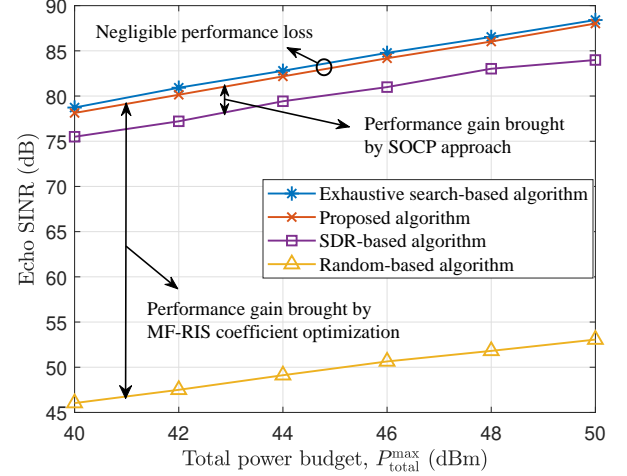 90
85
80
75
70
65
60
55
50
45
40
42
44
46
48
50
Echo SINR (dB)
Total power budget, P_total^max (dBm)
Negligible performance loss
Performance gain brought
by SOCP approach
Exhaustive search-based algorithm
Proposed algorithm
SDR-based algorithm
Random-based algorithm
Performance gain brought by
MF-RIS coefficient optimization